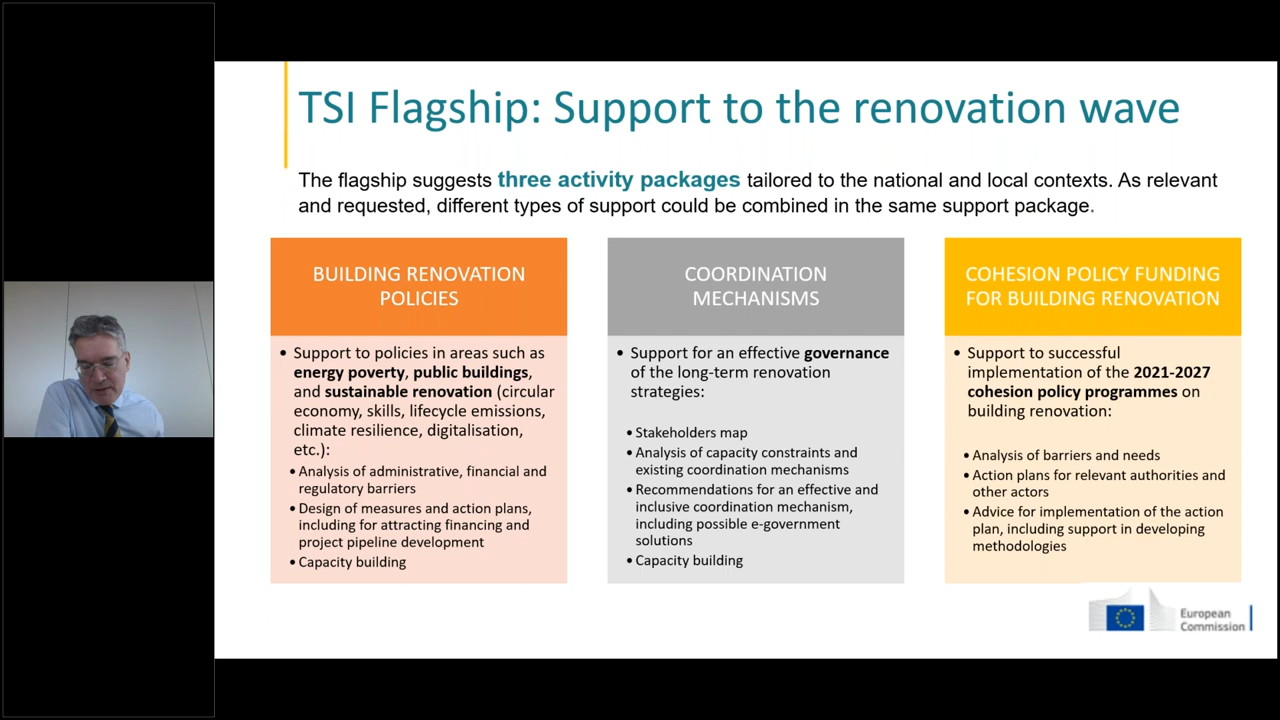 TSI Flagship: Support to the renovation wave
The flagship suggests three activity packages tailored to the national and local contexts. As relevant
and requested, different types of support could be combined in the same support package.
BUILDING RENOVATION
POLICIES
• Support to policies in areas such as
energy poverty, public buildings,
and sustainable renovation (circular
economy, skills, lifecycle emissions,
climate resilience, digitalisation,
etc.):
• Analysis of administrative, financial and
regulatory barriers
• Design of measures and action plans,
including for attracting financing and
project pipeline development
• Capacity building
COORDINATION
MECHANISMS
• Support for an effective governance
of the long-term renovation
strategies:
• Stakeholders map
• Analysis of capacity constraints and
existing coordination mechanisms
• Recommendations for an effective and
inclusive coordination mechanism,
including possible e-government
solutions
• Capacity building
COHESION POLICY FUNDING
FOR BUILDING RENOVATION
• Support to successful
implementation of the 2021-2027
cohesion policy programmes on
building renovation:
• Analysis of barriers and needs
• Action plans for relevant authorities and
other actors
• Advice for implementation of the action
plan, including support in developing
methodologies
European
Commission